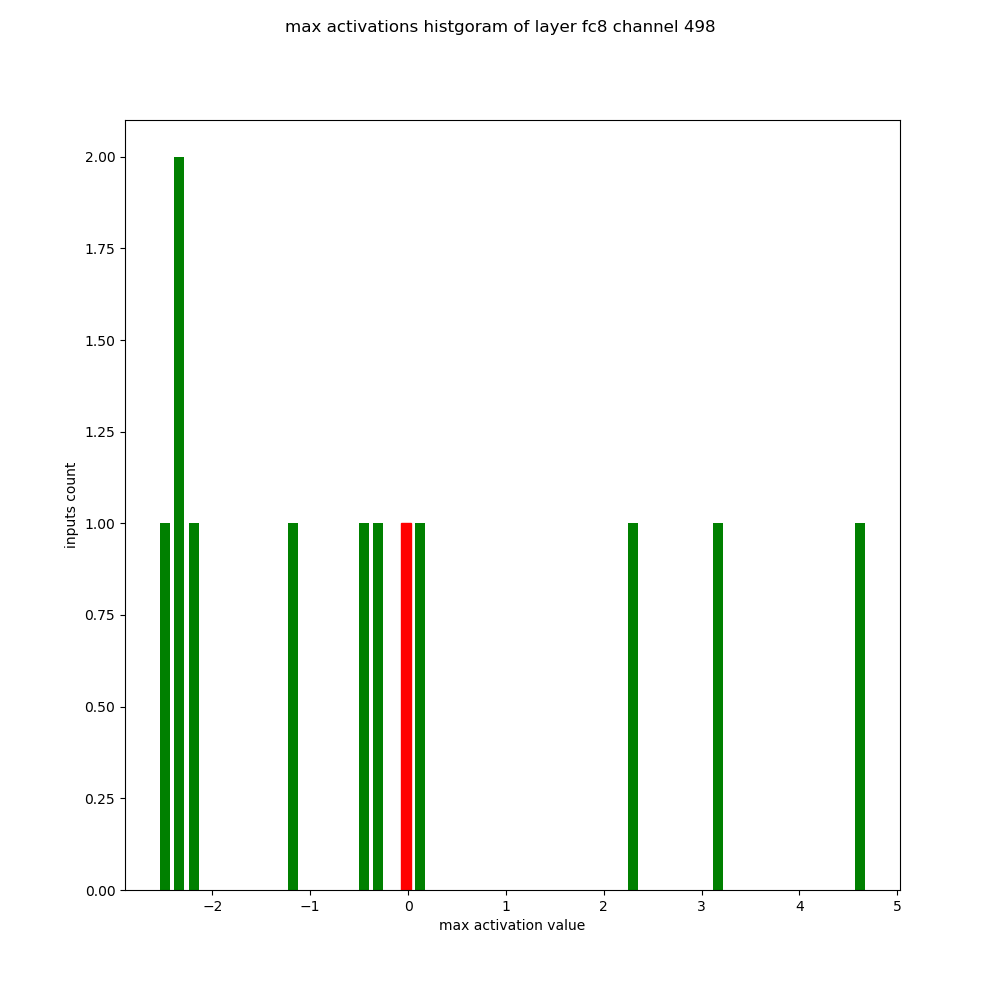 max activations histgoram of layer fc8 channel 498
2.00
1.75
1.50
1.25
1.00
0.75
0.50
0.25
0.00
inputs count
−2 −1 0 1 2 3 4 5
max activation value